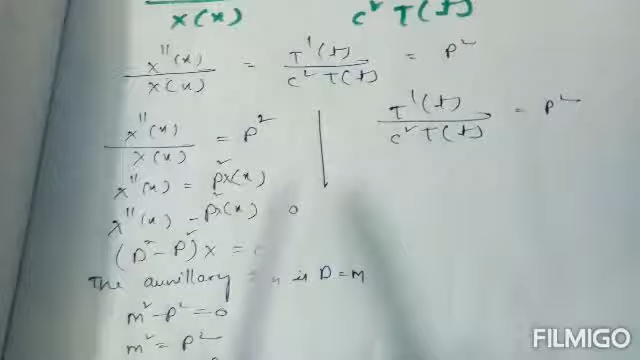 X(x) c² T(t)
X''(x)/X(x) = T'(t)/c² T(t) = P²
X''(x)/X(x) = P²
X''(x) = P²X(x)
X''(x) - P²X(x) 0
(D² - P²)X =
The auxillary is D = M
m² - P² = 0
m² = P²
T'(t)/c² T(t) = P²
FILMIGO